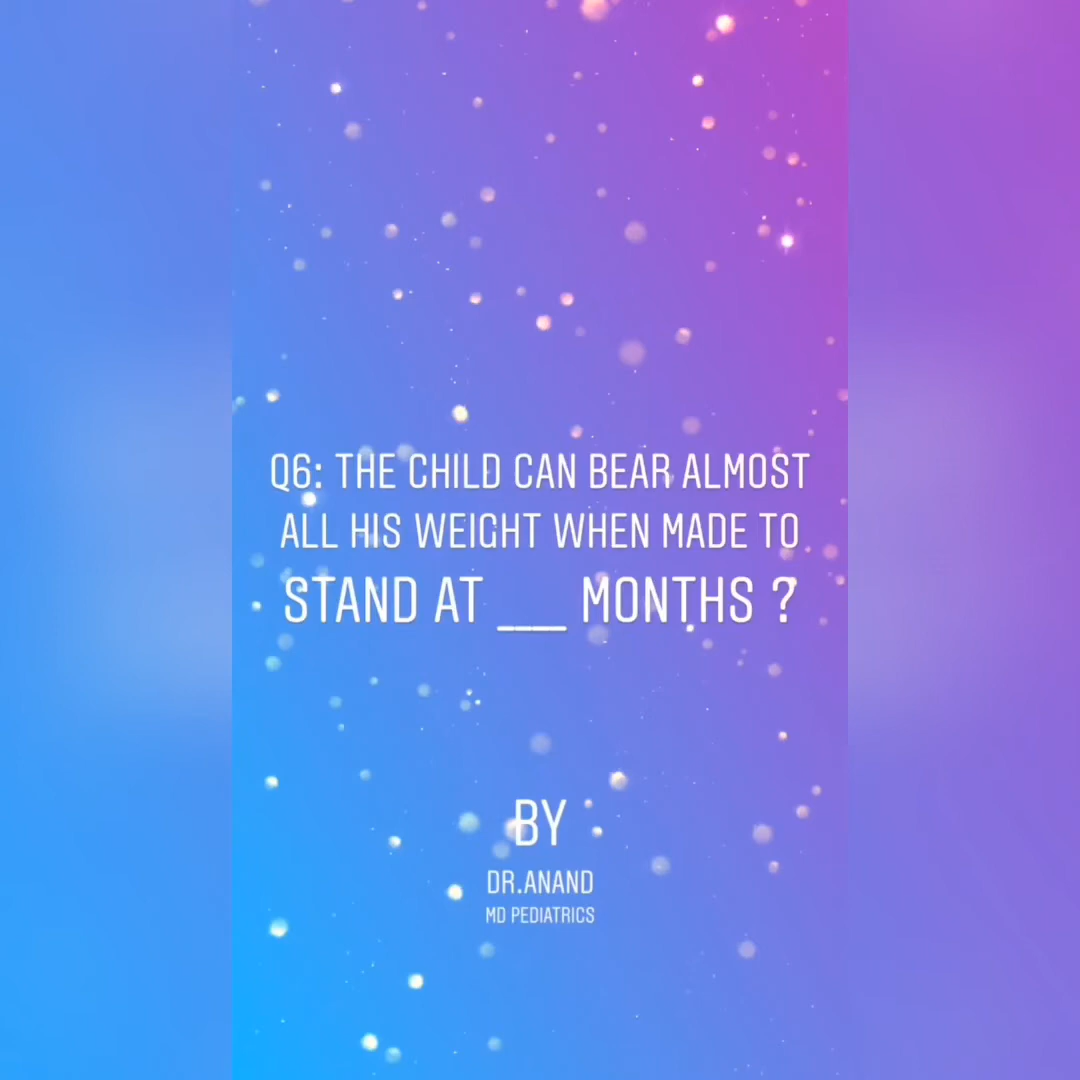 Q6: THE CHILD CAN BEAR ALMOST
ALL HIS WEIGHT WHEN MADE TO
STAND AT ___ MONTHS ?
BY
DR.ANAND
MD PEDIATRICS